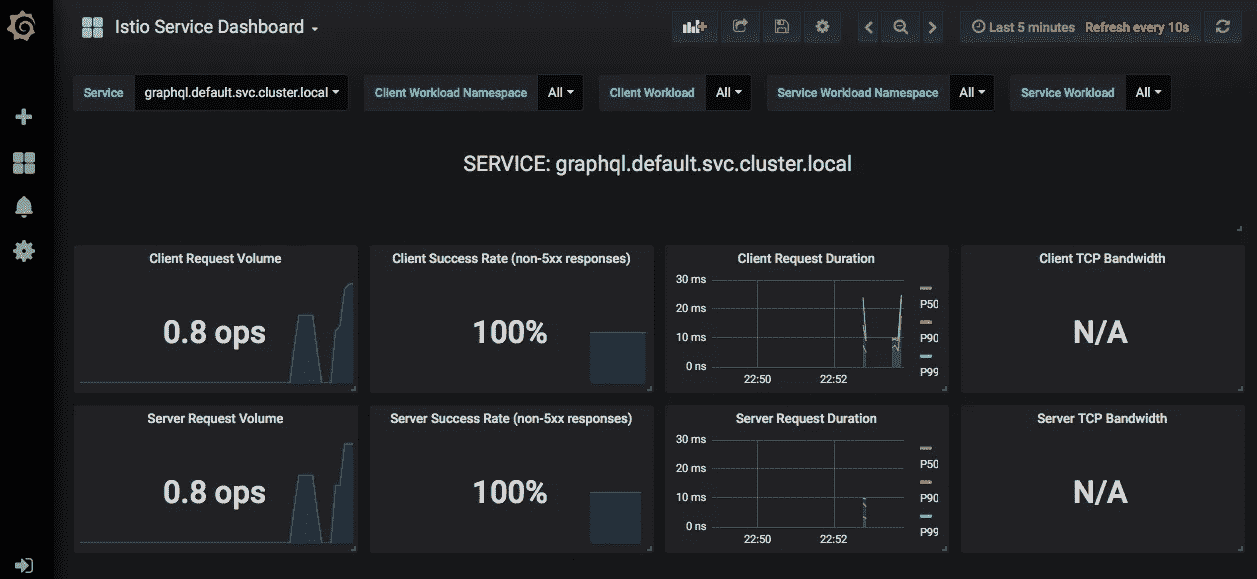 Istio Service Dashboard
Last 5 minutes Refresh every 10s
Service graphql.default.svc.cluster.local Client Workload Namespace All Client Workload All Service Workload Namespace All Service Workload All
SERVICE: graphql.default.svc.cluster.local
Client Request Volume
0.8 ops
Client Success Rate (non-5xx responses)
100%
Client Request Duration
30 ms
20 ms
10 ms
0 ns
22:50 22:52
P50
P90
P99
Client TCP Bandwidth
N/A
Server Request Volume
0.8 ops
Server Success Rate (non-5xx responses)
100%
Server Request Duration
30 ms
20 ms
10 ms
0 ns
22:50 22:52
P50
P90
P99
Server TCP Bandwidth
N/A